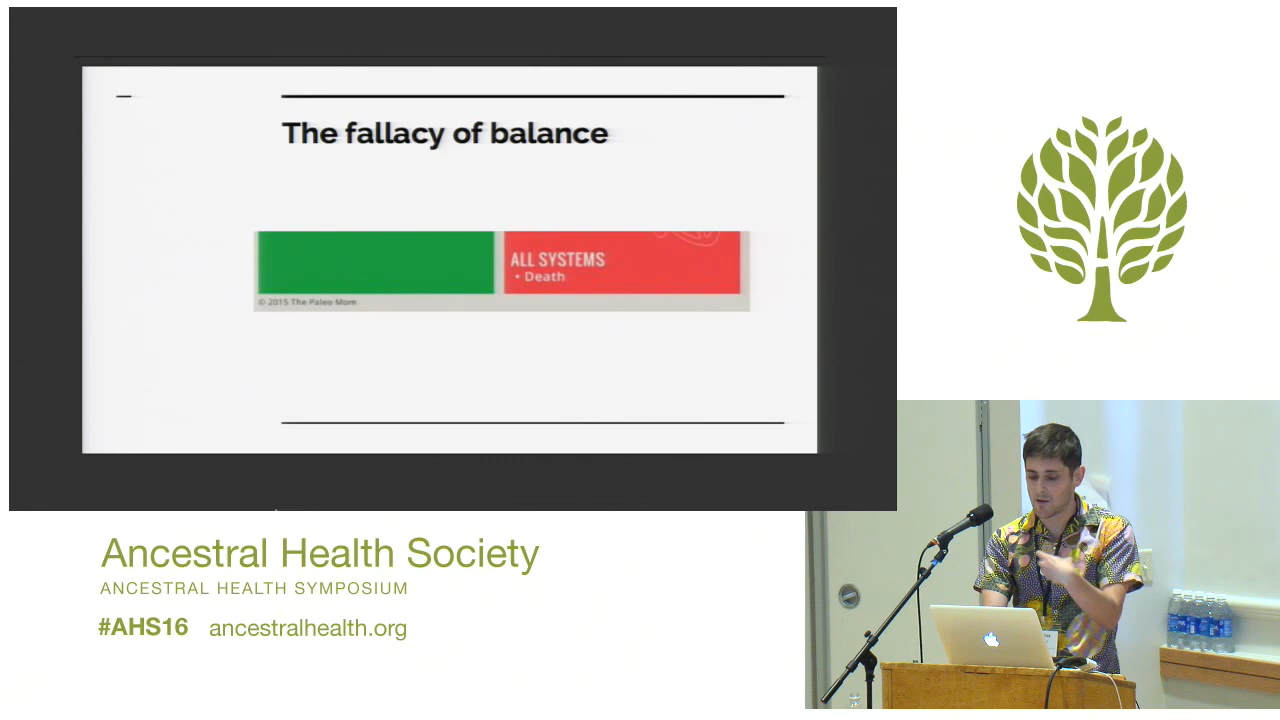 The fallacy of balance
ALL SYSTEMS
• Death
© 2015 The Paleo Mom
Ancestral Health Society
ANCESTRAL HEALTH SYMPOSIUM
#AHS16 ancestralhealth.org